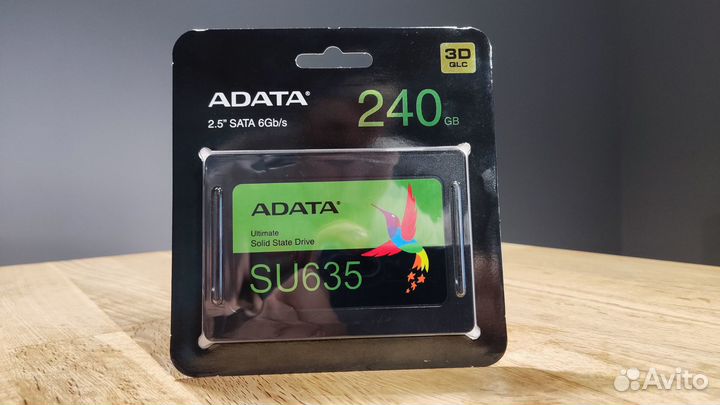 3D
QLC
ADATA®
240 GB
2.5" SATA 6Gb/s
ADATA®
Ultimate
Solid State Drive
SU635
Avito